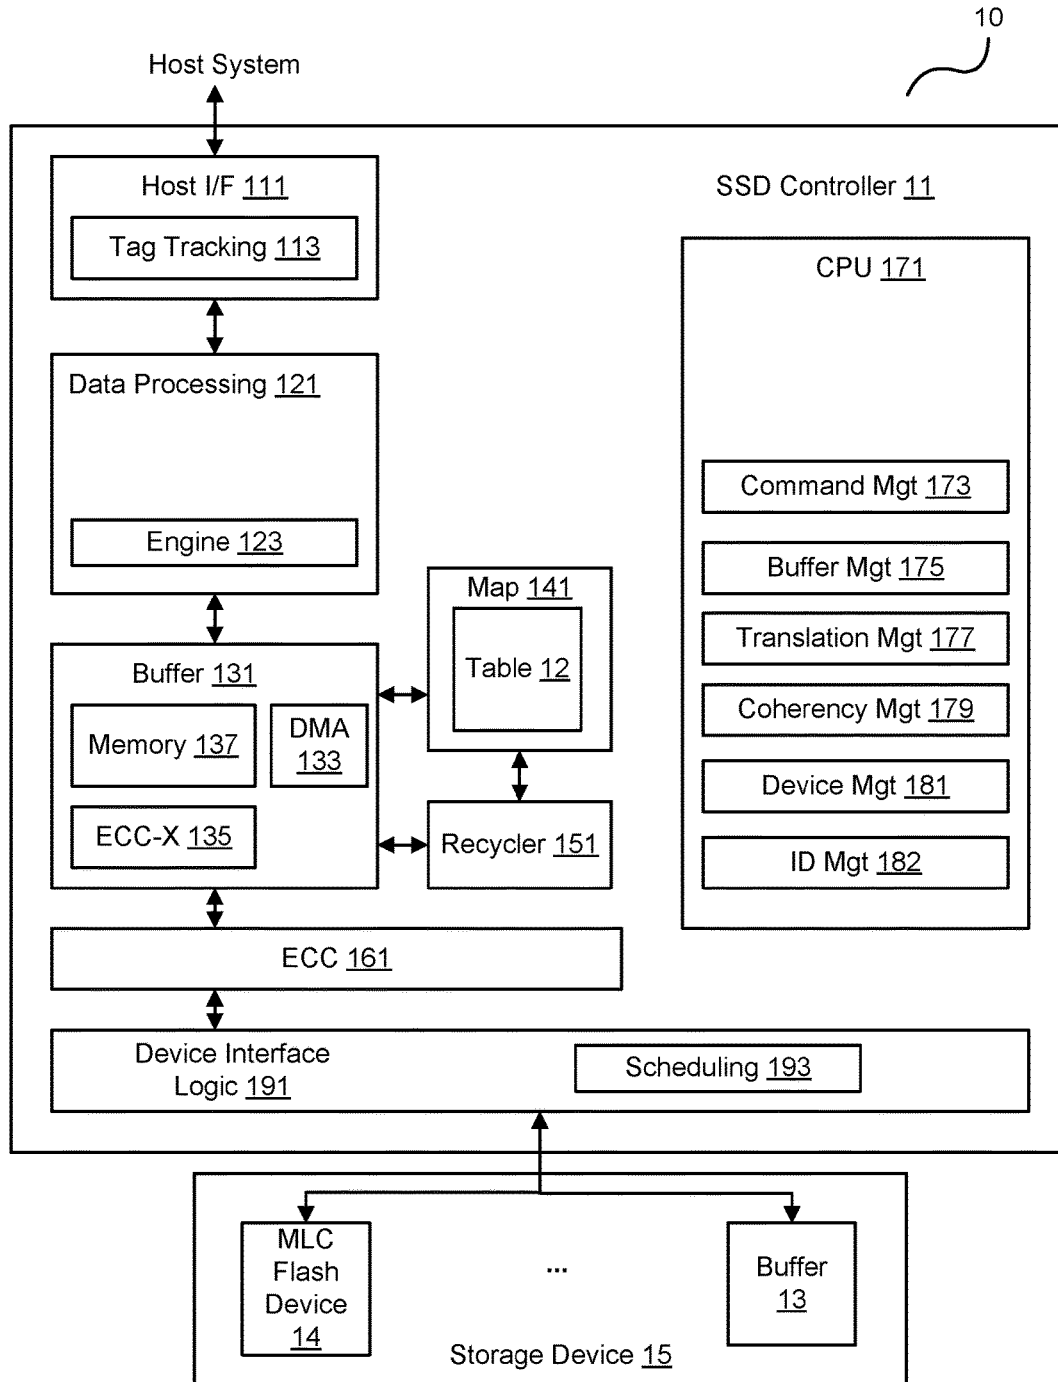 10
Host System
SSD Controller 11
Host I/F 111
Tag Tracking 113
Data Processing 121
Engine 123
Buffer 131
Memory 137
DMA
133
ECC-X 135
Map 141
Table 12
Recycler 151
ECC 161
CPU 171
Command Mgt 173
Buffer Mgt 175
Translation Mgt 177
Coherency Mgt 179
Device Mgt 181
ID Mgt 182
Device Interface
Logic 191
Scheduling 193
MLC
Flash
Device
14
...
Buffer
13
Storage Device 15